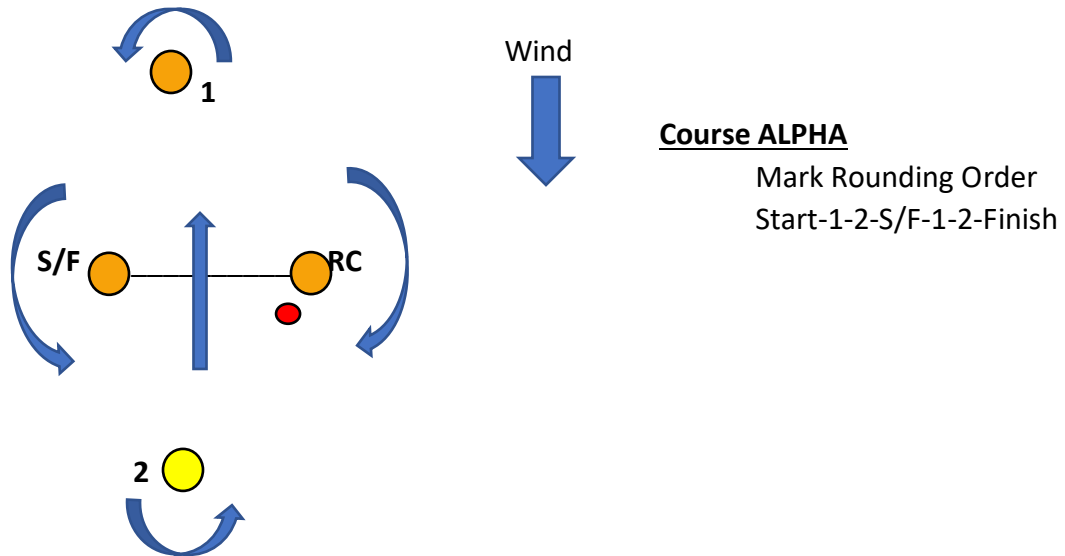 1
Wind
Course ALPHA
Mark Rounding Order
Start-1-2-S/F-1-2-Finish
S/F
RC
2